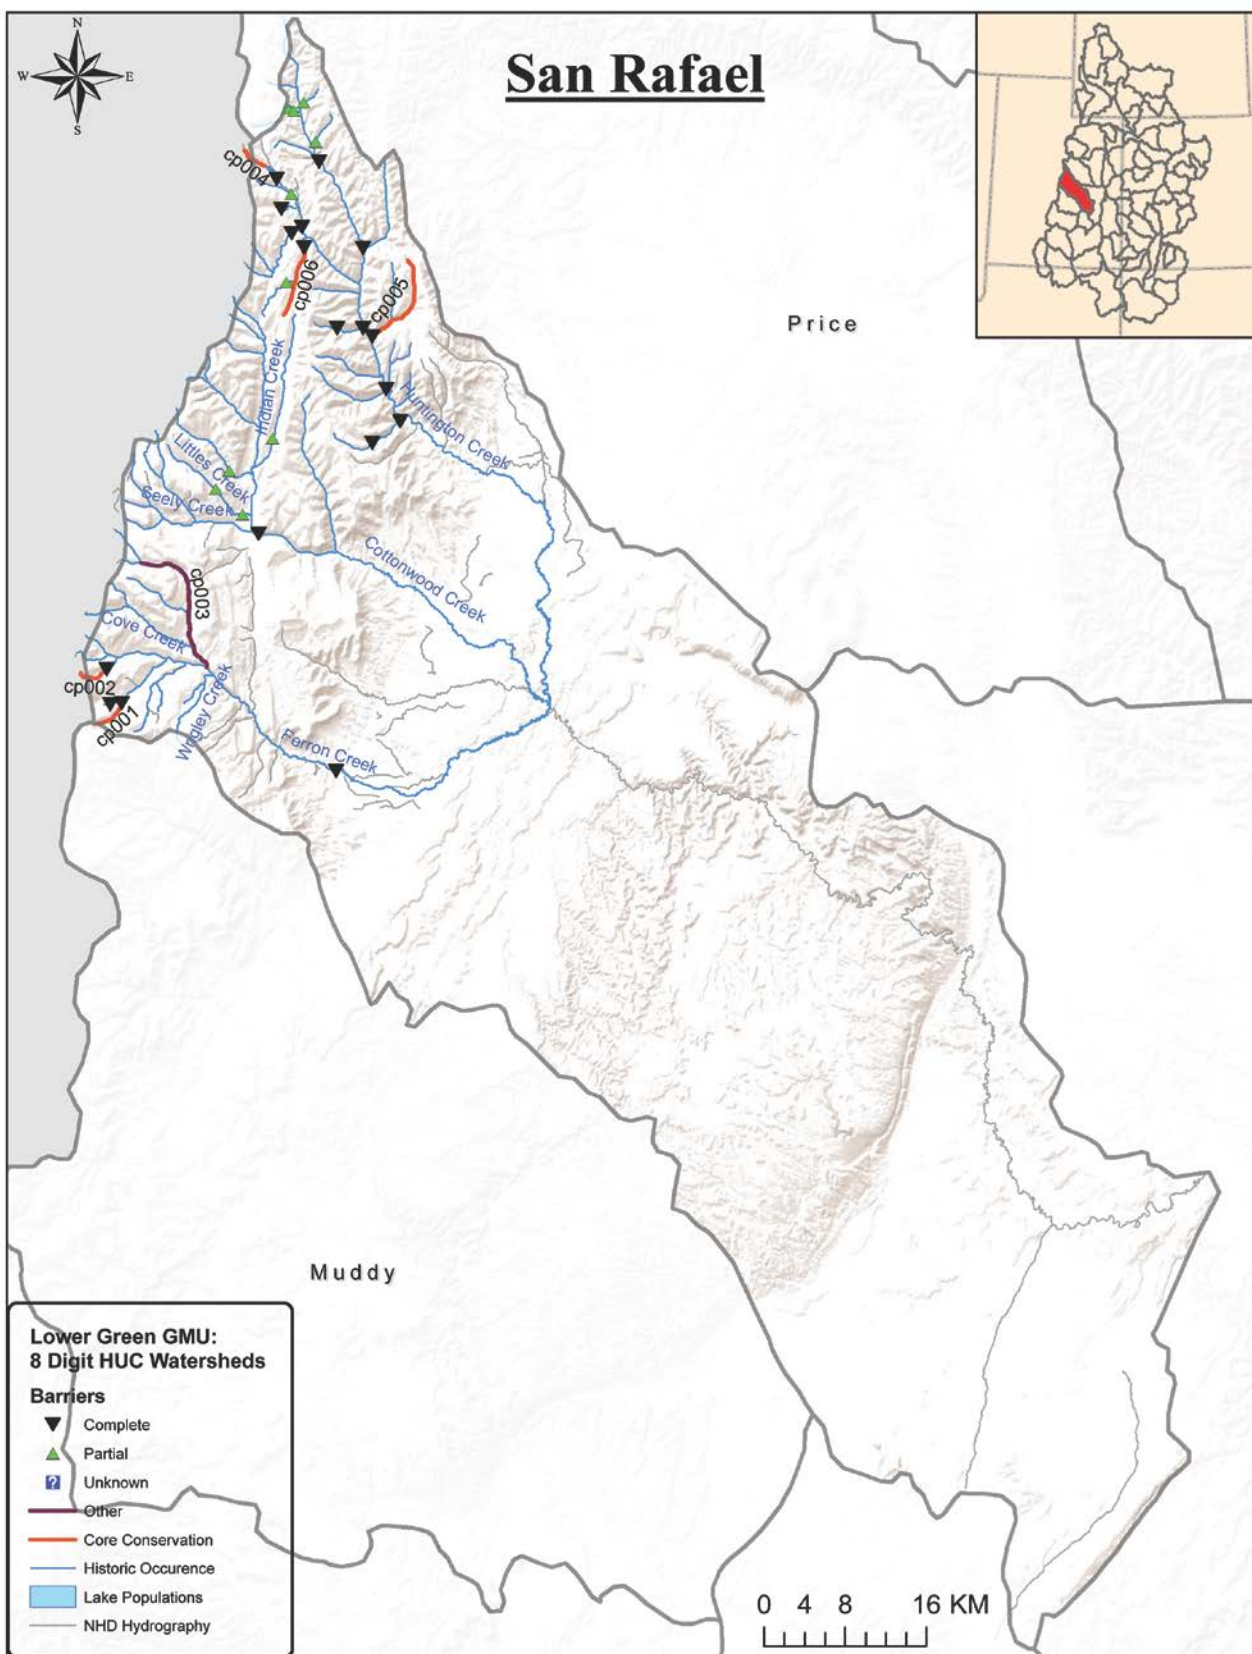 San Rafael
N
W
E
S
cp004
cp006
cp005
Price
Indian Creek
Huntington Creek
Littles Creek
Seely Creek
Cottonwood Creek
cp003
Cove Creek
cp002
cp001
Wrigley Creek
Ferron Creek
Muddy
Lower Green GMU:
8 Digit HUC Watersheds
Barriers
Complete
Partial
? Unknown
Other
Core Conservation
Historic Occurence
Lake Populations
NHD Hydrography
0 4 8 16 KM